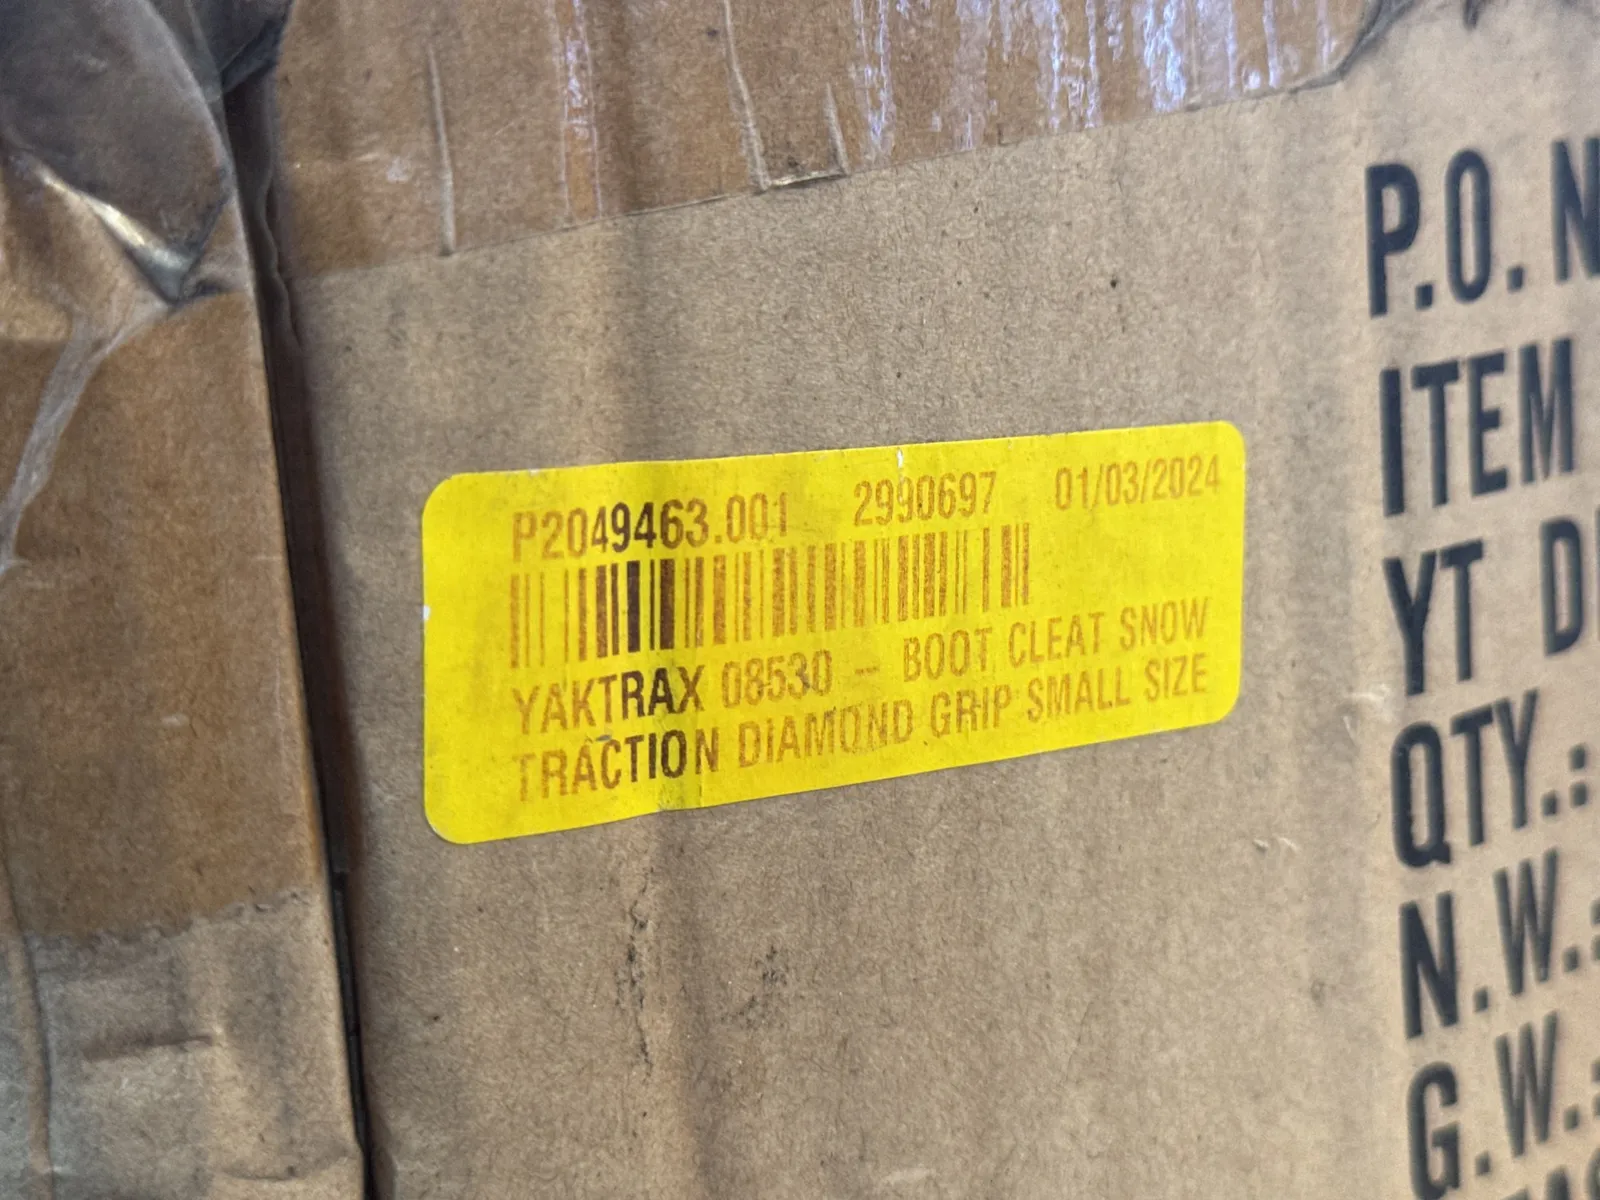 P2049463.001 2990697 01/03/2024
YAKTRAX 08530 - BOOT CLEAT SNOW
TRACTION DIAMOND GRIP SMALL SIZE
P.O. N
ITEM
YT D
QTY.:
N.W.:
G.W.: